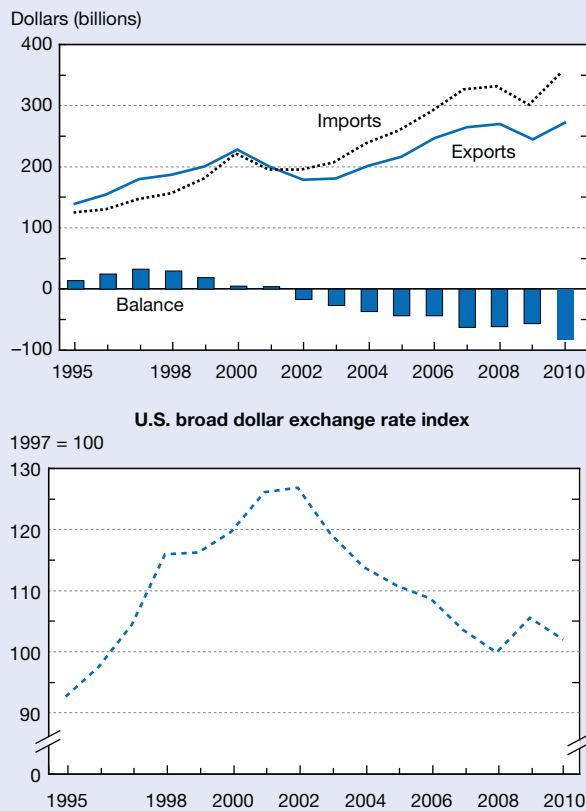 Dollars (billions)
400
300
Imports
200
Exports
100
0
Balance
−100
1995 1998 2000 2002 2004 2006 2008 2010
U.S. broad dollar exchange rate index
1997 = 100
130
120
110
100
90
0
1995 1998 2000 2002 2004 2006 2008 2010